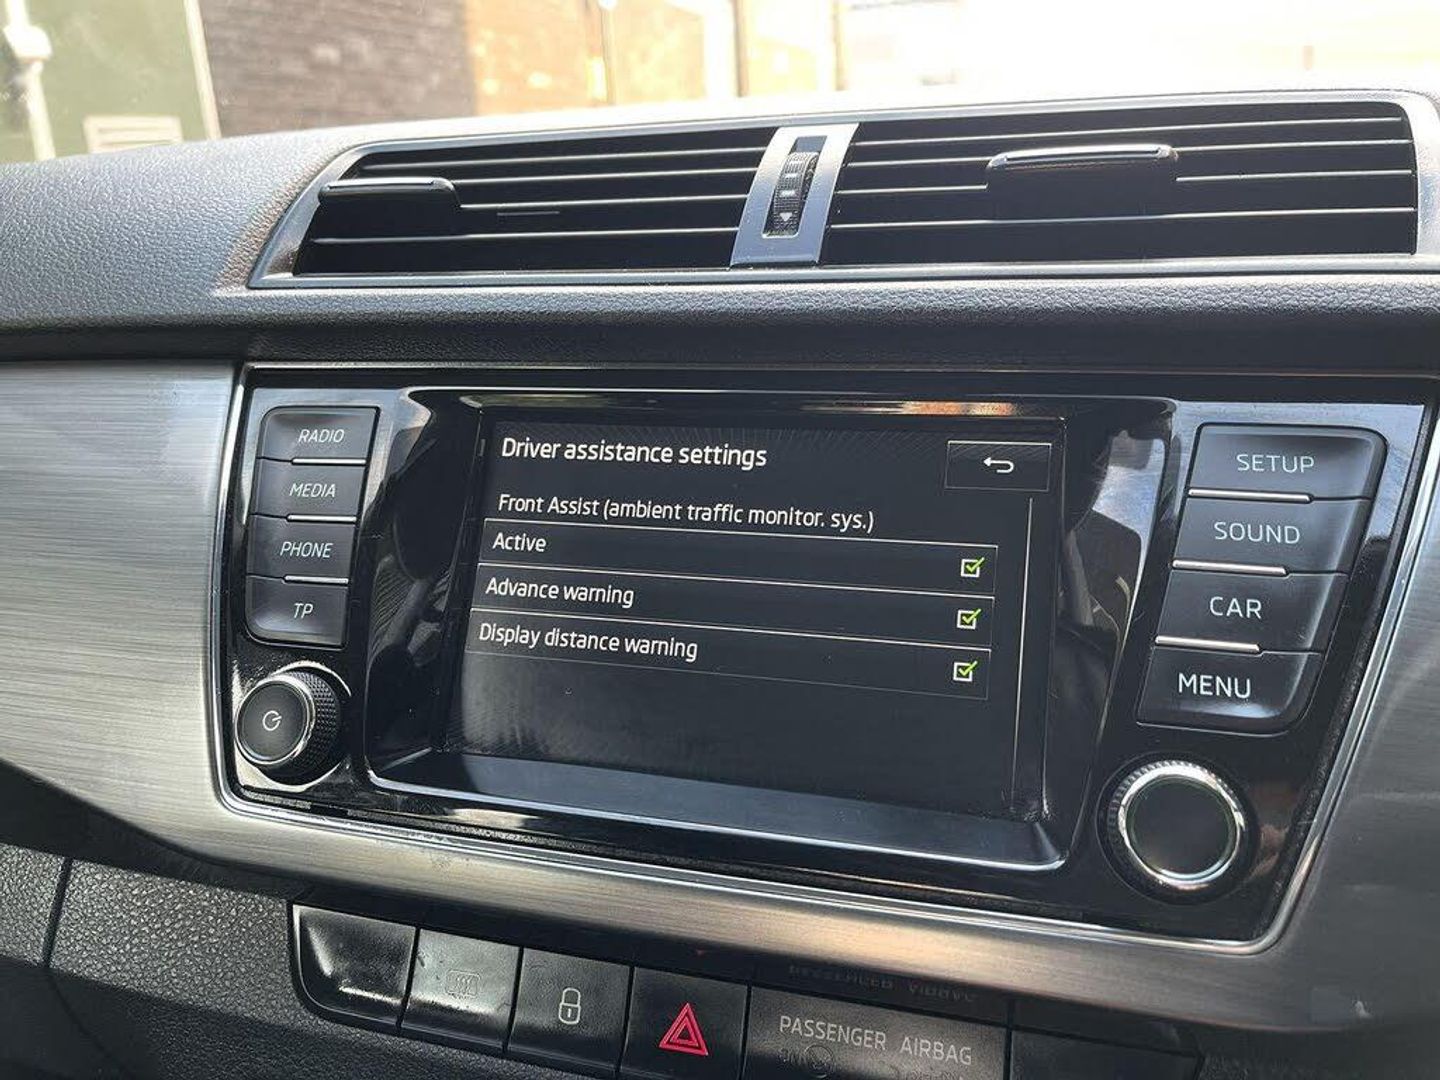 RADIO
MEDIA
PHONE
TP
Driver assistance settings
Front Assist (ambient traffic monitor. sys.)
Active
Advance warning
Display distance warning
SETUP
SOUND
CAR
MENU
PASSENGER AIRBAG